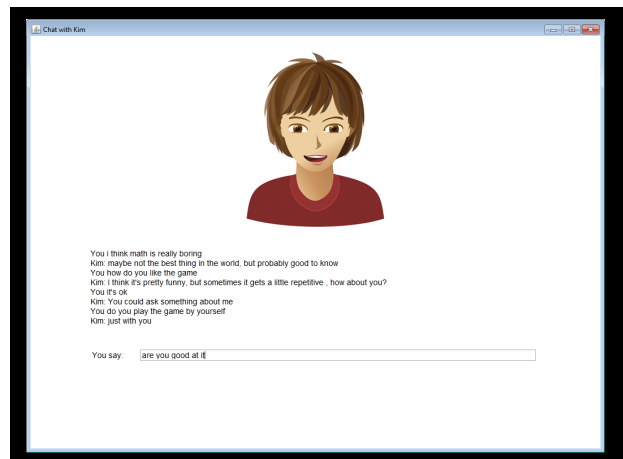 Chat with Kim
You i think math is really boring
Kim: maybe not the best thing in the world, but probably good to know
You how do you like the game
Kim: I think it's pretty funny, but sometimes it gets a little repetitive , how about you?
You it's ok
Kim: You could ask something about me
You do you play the game by yourself
Kim: just with you
You say: are you good at it